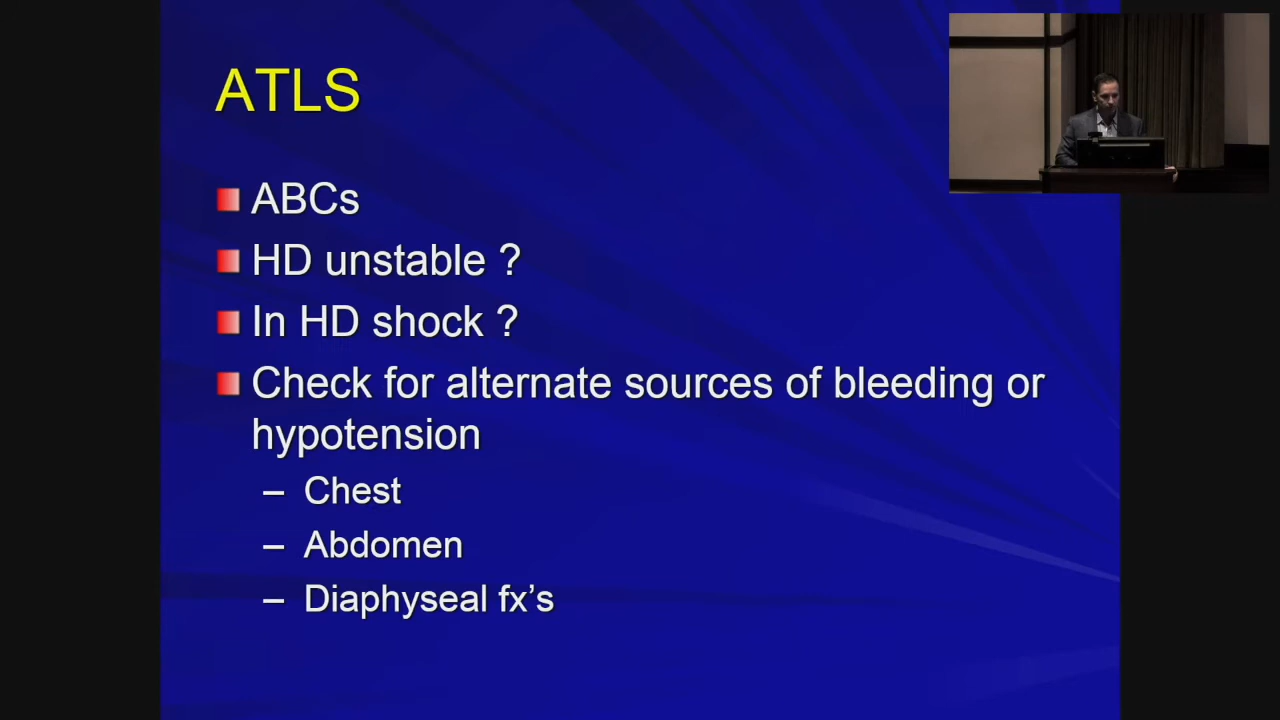 ATLS
ABCs
HD unstable ?
In HD shock ?
Check for alternate sources of bleeding or
hypotension
– Chest
– Abdomen
– Diaphyseal fx’s